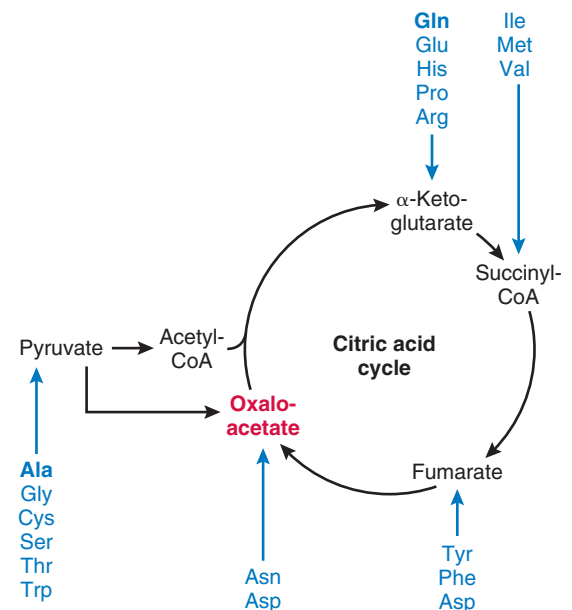 Gln
Glu
His
Pro
Arg
Ile
Met
Val
α-Keto-
glutarate
Succinyl-
CoA
Citric acid
cycle
Pyruvate
Acetyl-
CoA
Oxalo-
acetate
Fumarate
Ala
Gly
Cys
Ser
Thr
Trp
Asn
Asp
Tyr
Phe
Asp